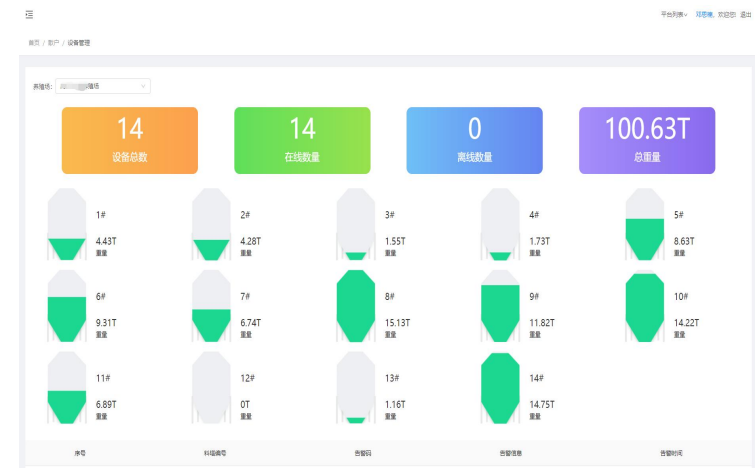 平台列表 邓思维, 欢迎您! 退出
首页 / 散户 / 设备管理
养殖场: 殖场
14
设备总数
14
在线数量
0
离线数量
100.63T
总重量
1#
4.43T
重量
2#
4.28T
重量
3#
1.55T
重量
4#
1.73T
重量
5#
8.63T
重量
6#
9.31T
重量
7#
6.74T
重量
8#
15.13T
重量
9#
11.82T
重量
10#
14.22T
重量
11#
6.89T
重量
12#
0T
重量
13#
1.16T
重量
14#
14.75T
重量
序号 料塔编号 告警码 告警信息 告警时间